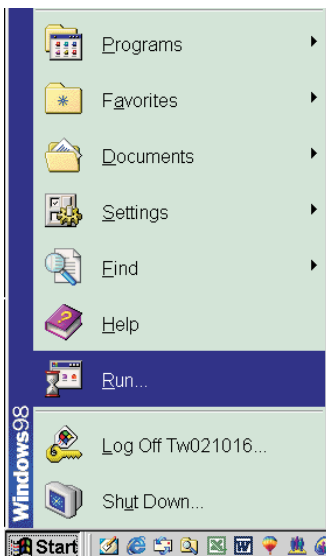 Programs
Favorites
Documents
Settings
Find
Help
Run...
Log Off Tw021016...
Shut Down...
Windows98
Start